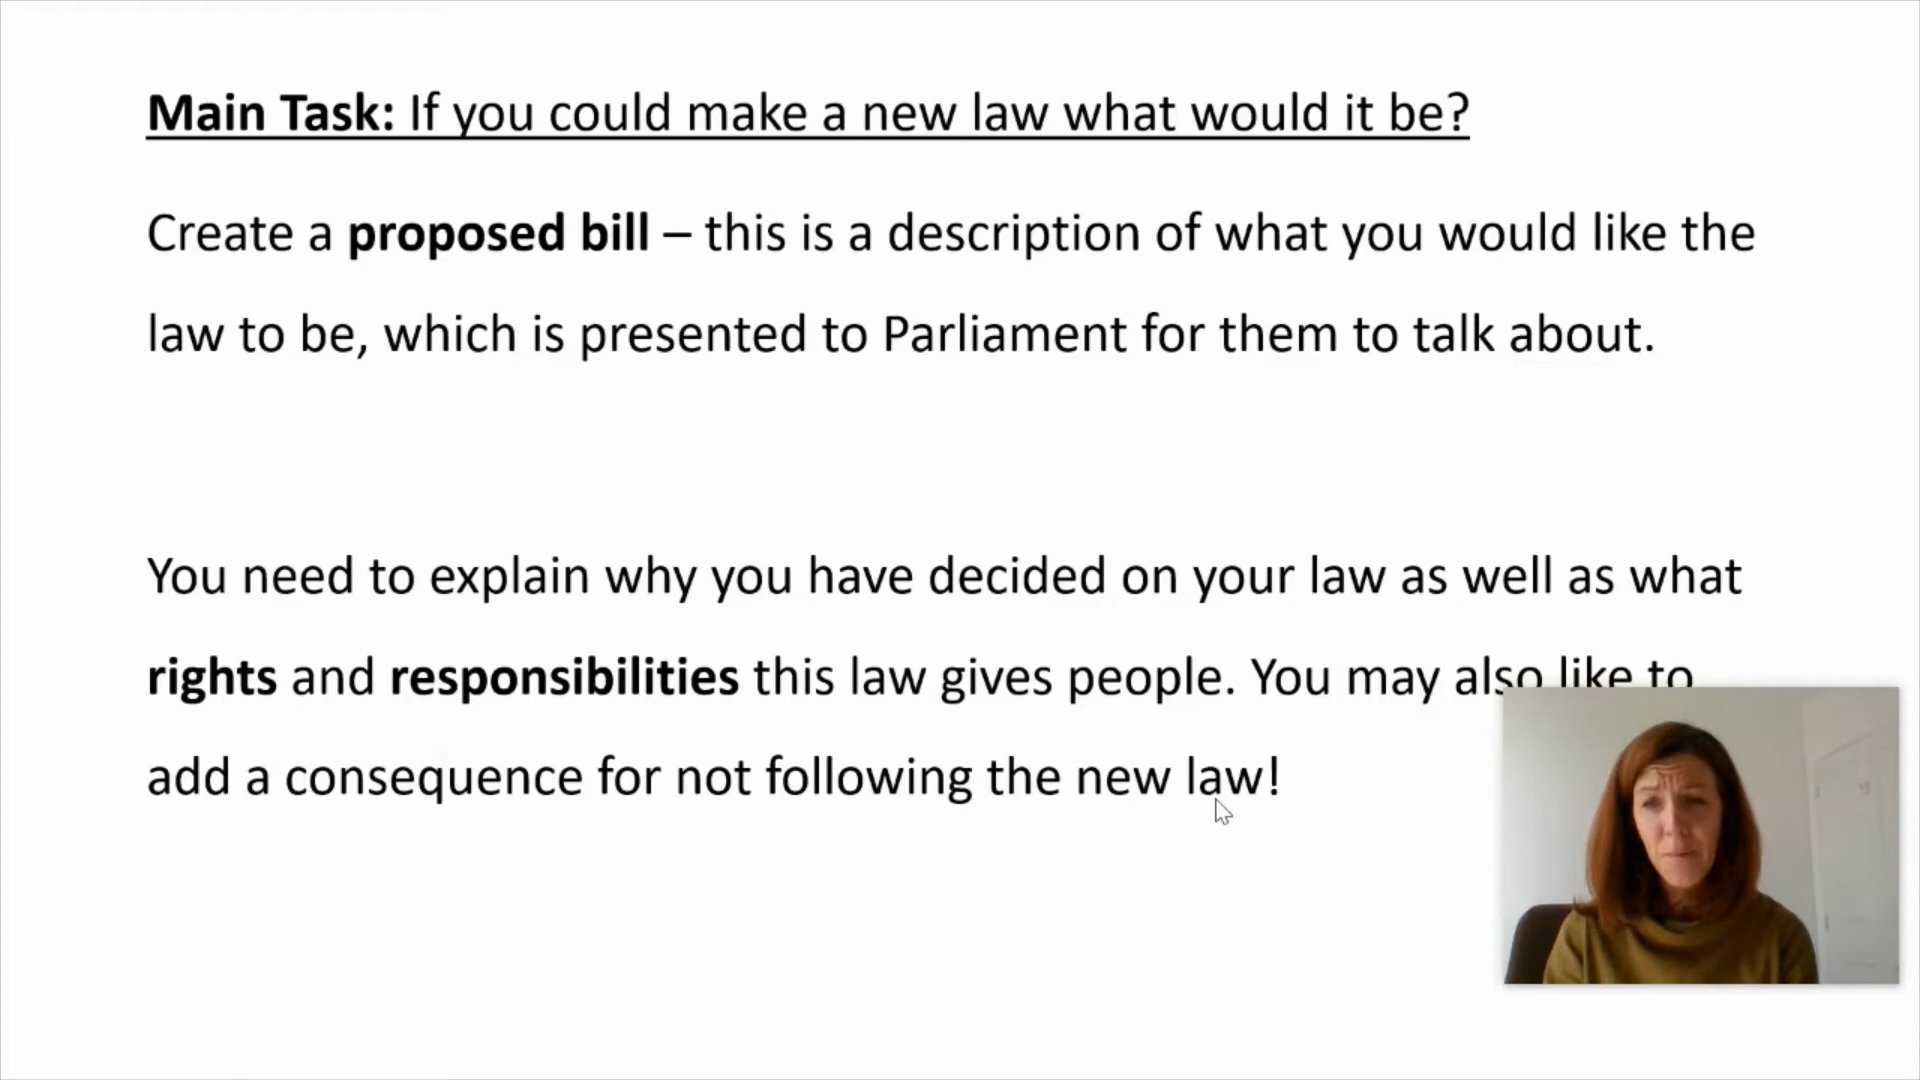 Main Task: If you could make a new law what would it be?
Create a proposed bill – this is a description of what you would like the
law to be, which is presented to Parliament for them to talk about.
You need to explain why you have decided on your law as well as what
rights and responsibilities this law gives people. You may also like to
add a consequence for not following the new law!